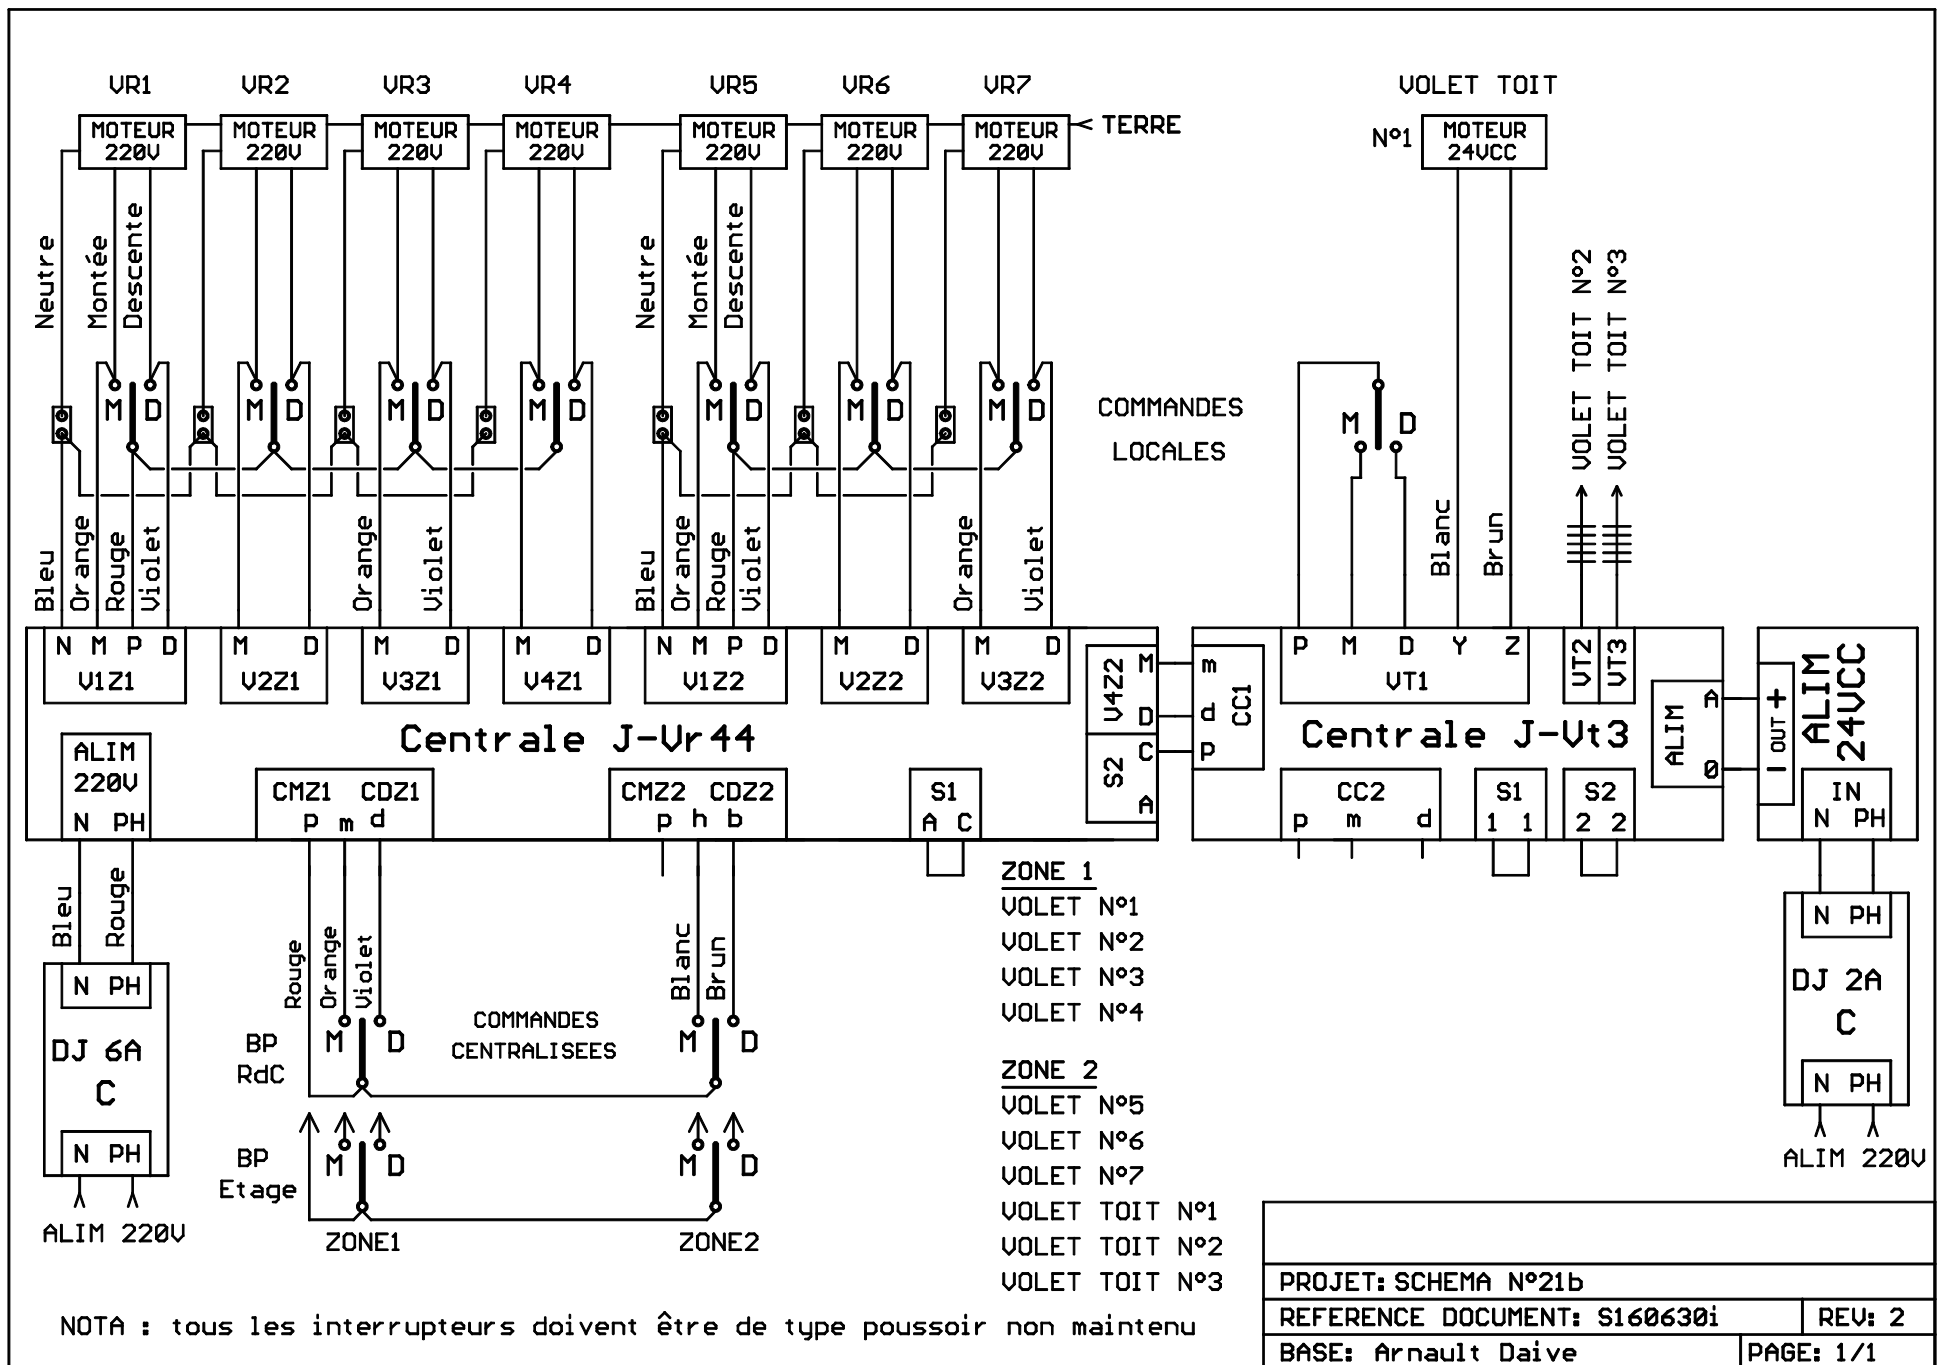 VR1 VR2 VR3 VR4 VR5 VR6 VR7 VOLET TOIT
MOTEUR MOTEUR MOTEUR MOTEUR MOTEUR MOTEUR MOTEUR TERRE N°1 MOTEUR
220V 220V 220V 220V 220V 220V 220V 24VCC
Neutre Montée Descente Neutre Montée Descente
VOLET TOIT N°2 VOLET TOIT N°3
M D M D M D M D M D M D M D
COMMANDES
LOCALES
M D
Bleu Orange Rouge Violet Orange Violet Bleu Orange Rouge Violet Orange Violet Blanc Brun
N M P D M D M D M D N M P D M D M D
V1Z1 V2Z1 V3Z1 V4Z1 V1Z2 V2Z2 V3Z2
V4Z2 M D
S2 C A
CC1 m d p
P M D Y Z
VT1 VT2 VT3
Centrale J-Vr44
Centrale J-Vt3
ALIM A 0
+ OUT -
ALIM
24VCC
IN
N PH
ALIM
220V
N PH
CMZ1 CDZ1
p m d
CMZ2 CDZ2
p h b
S1
A C
CC2
p m d
S1
1 1
S2
2 2
Bleu Rouge
N PH
DJ 6A
C
N PH
ALIM 220V
Rouge Orange Violet Blanc Brun
BP
RdC
M D M D
COMMANDES
CENTRALISEES
BP
Etage
M D M D
ZONE1 ZONE2
ZONE 1
VOLET N°1
VOLET N°2
VOLET N°3
VOLET N°4
ZONE 2
VOLET N°5
VOLET N°6
VOLET N°7
VOLET TOIT N°1
VOLET TOIT N°2
VOLET TOIT N°3
N PH
DJ 2A
C
N PH
ALIM 220V
NOTA : tous les interrupteurs doivent être de type poussoir non maintenu
PROJET: SCHEMA N°21b
REFERENCE DOCUMENT: S160630i REV: 2
BASE: Arnault Daive PAGE: 1/1